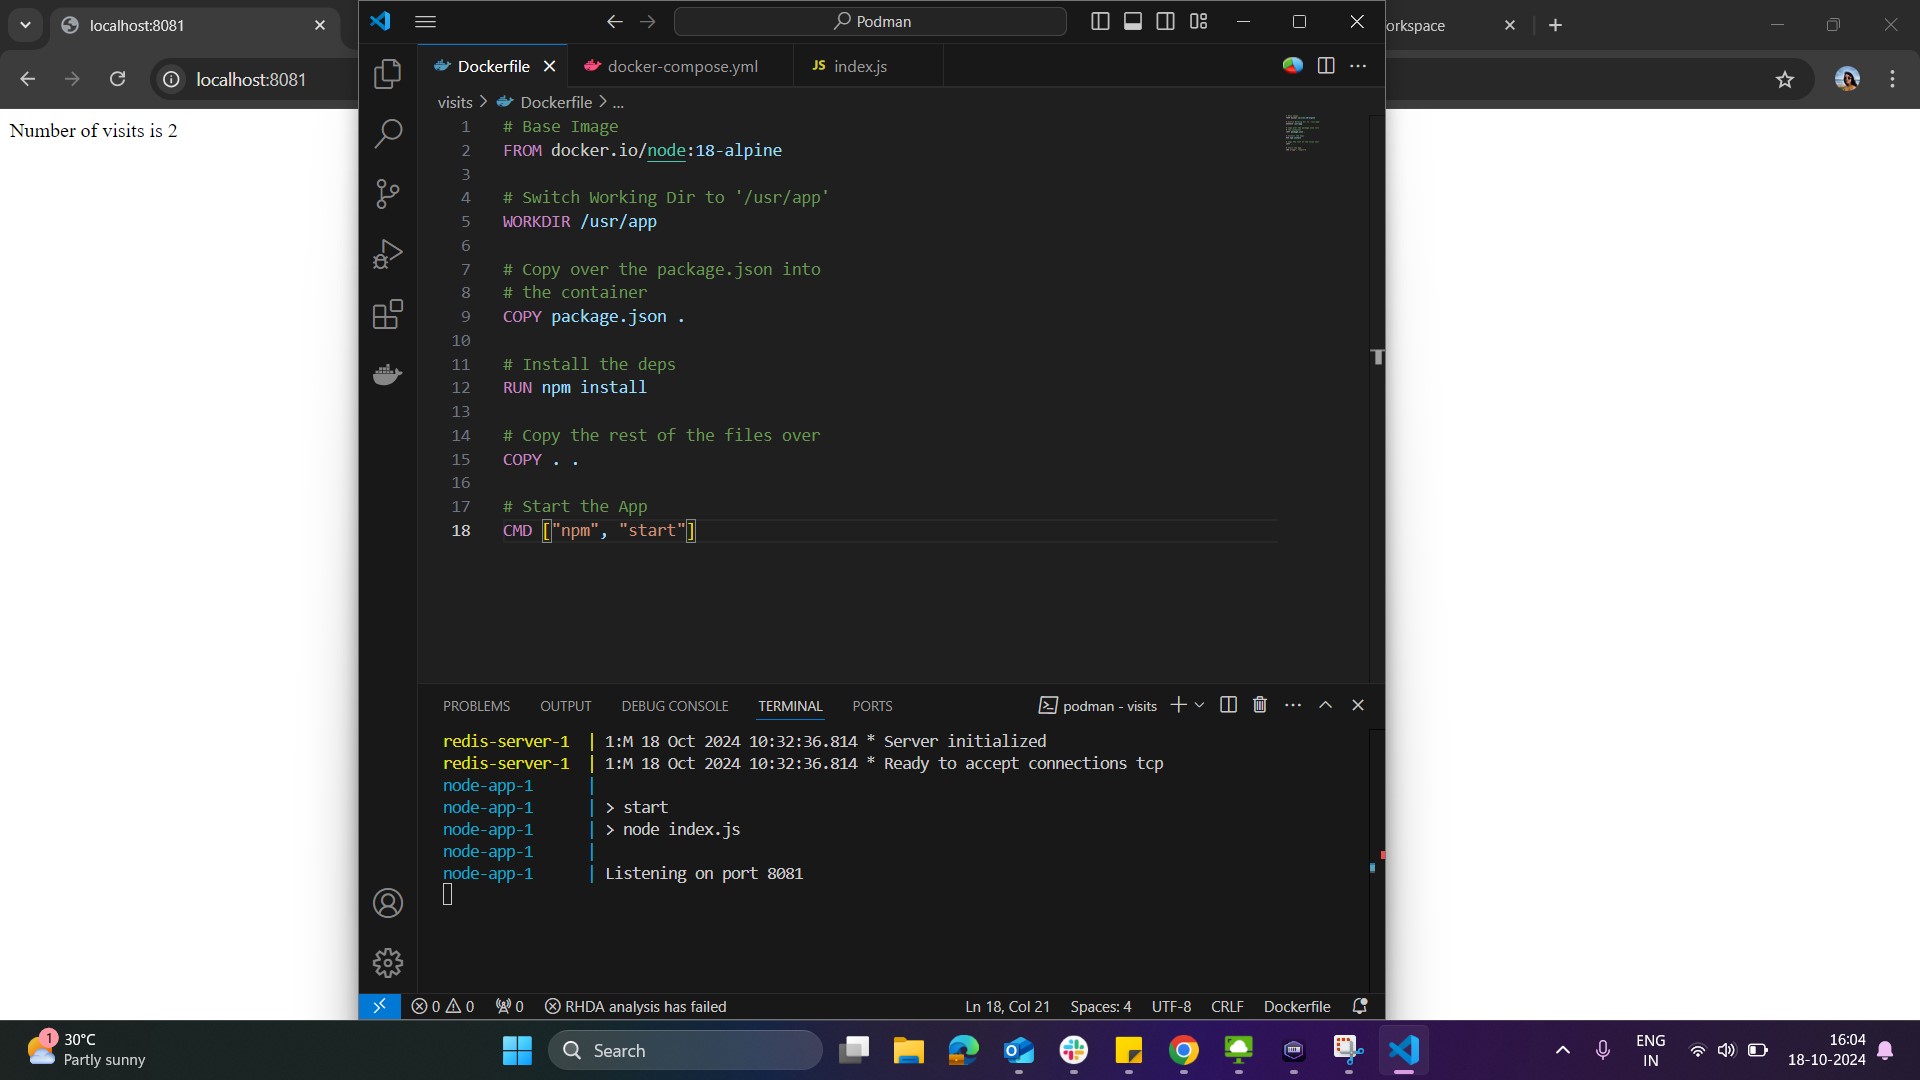 localhost:8081
localhost:8081
Number of visits is 2
Podman
orkspace
Dockerfile
docker-compose.yml
JS index.js
visits > Dockerfile > ...
1 # Base Image
2 FROM docker.io/node:18-alpine
3
4 # Switch Working Dir to '/usr/app'
5 WORKDIR /usr/app
6
7 # Copy over the package.json into
8 # the container
9 COPY package.json .
10
11 # Install the deps
12 RUN npm install
13
14 # Copy the rest of the files over
15 COPY . .
16
17 # Start the App
18 CMD ["npm", "start"]
PROBLEMS OUTPUT DEBUG CONSOLE TERMINAL PORTS
podman - visits
redis-server-1 | 1:M 18 Oct 2024 10:32:36.814 * Server initialized
redis-server-1 | 1:M 18 Oct 2024 10:32:36.814 * Ready to accept connections tcp
node-app-1 |
node-app-1 | > start
node-app-1 | > node index.js
node-app-1 |
node-app-1 | Listening on port 8081
0 0 0 RHDA analysis has failed Ln 18, Col 21 Spaces: 4 UTF-8 CRLF Dockerfile
1
30°C
Partly sunny
Search
ENG
IN
16:04
18-10-2024